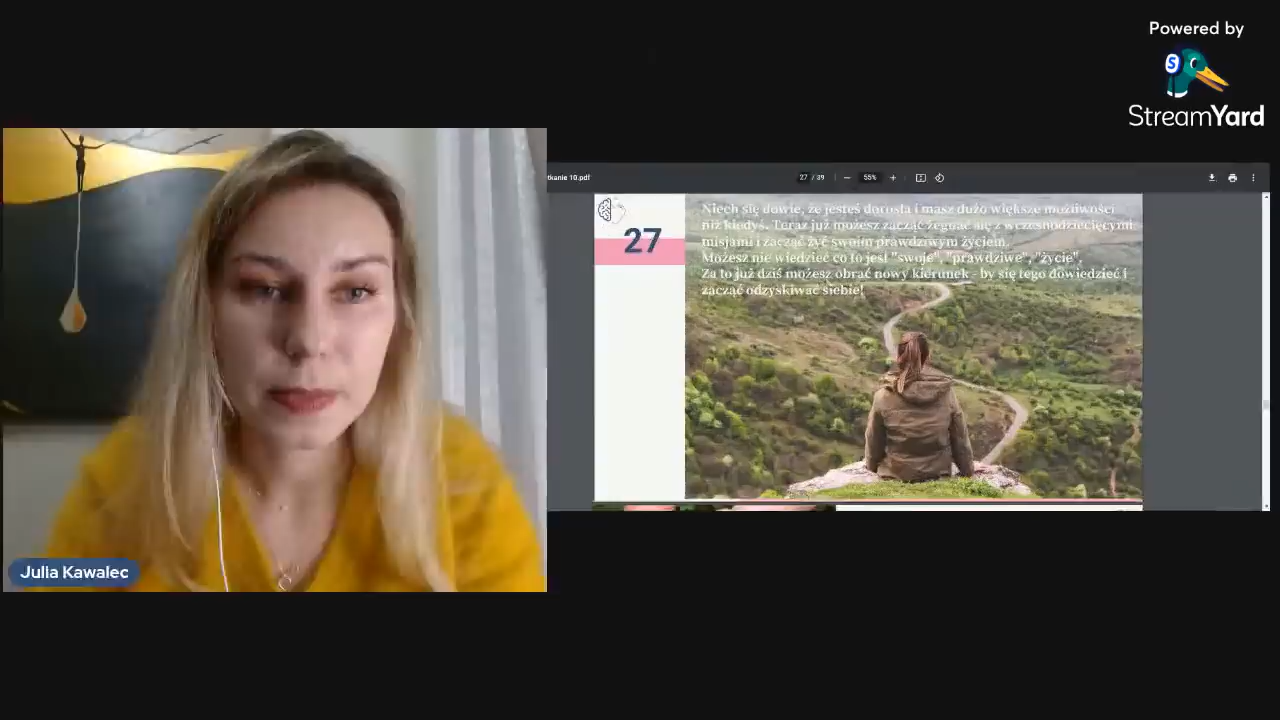 Powered by
StreamYard
tkanie 10.pdf
27 / 39
55%
27
Niech się dowie, że jesteś dorosła i masz dużo większe możliwości
niż kiedyś. Teraz już możesz zacząć żegnać się z wczesnodziecięcymi
misjami i zacząć żyć swoim prawdziwym życiem.
Możesz nie wiedzieć co to jest "swoje", "prawdziwe", "życie",
Za to już dziś możesz obrać nowy kierunek - by się tego dowiedzieć i
zacząć odzyskiwać siebie!
Julia Kawalec